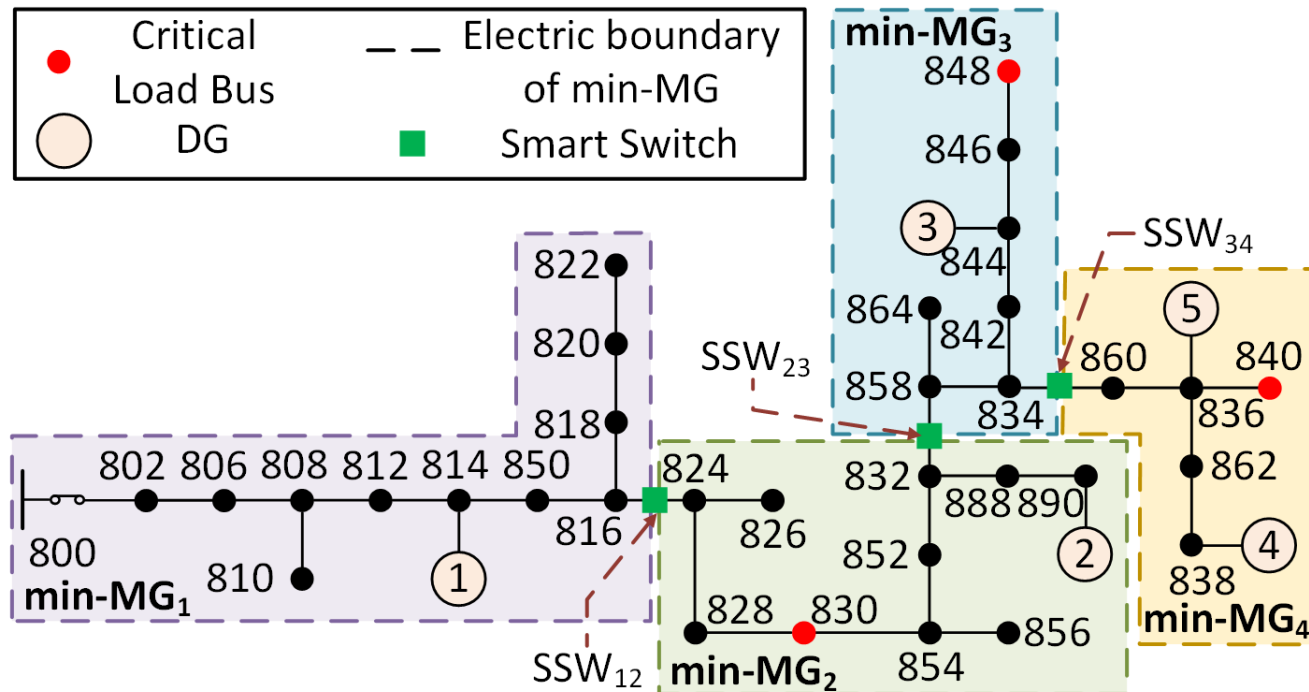 Critical
Load Bus
DG
Electric boundary
of min-MG
Smart Switch
min-MG₃
848
846
3
844
SSW₃₄
822
864
842
5
820
SSW₂₃
858
834
860
840
836
818
802 806 808 812 814 850
824
832
862
888 890
816
826
800
810
1
852
2
838
4
min-MG₁
828
830
856
min-MG₄
854
SSW₁₂
min-MG₂